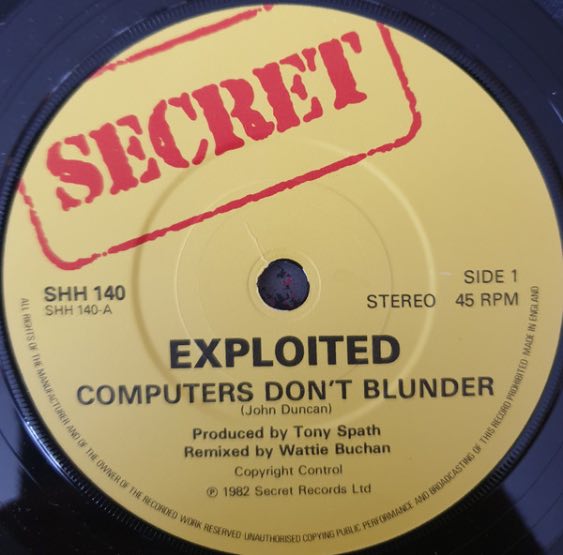 SECRET
SHH 140
SHH 140-A
SIDE 1
STEREO 45 RPM
EXPLOITED
COMPUTERS DON'T BLUNDER
(John Duncan)
Produced by Tony Spath
Remixed by Wattie Buchan
Copyright Control
℗ 1982 Secret Records Ltd
ALL RIGHTS OF THE MANUFACTURER AND OF THE OWNER OF THE RECORDED WORK RESERVED UNAUTHORISED COPYING PUBLIC PERFORMANCE AND BROADCASTING OF THIS RECORD PROHIBITED MADE IN ENGLAND